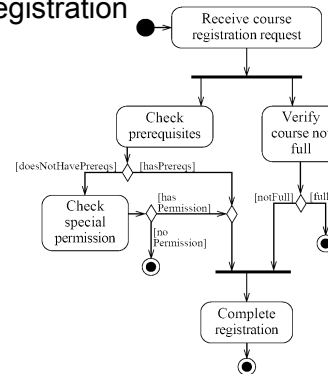 egistration
Receive course
registration request
Check
prerequisites
Verify
course not
full
[doesNotHavePrereqs]
[hasPrereqs]
Check
special
permission
[has
Permission]
[no
Permission]
[notFull]
[full
Complete
registration